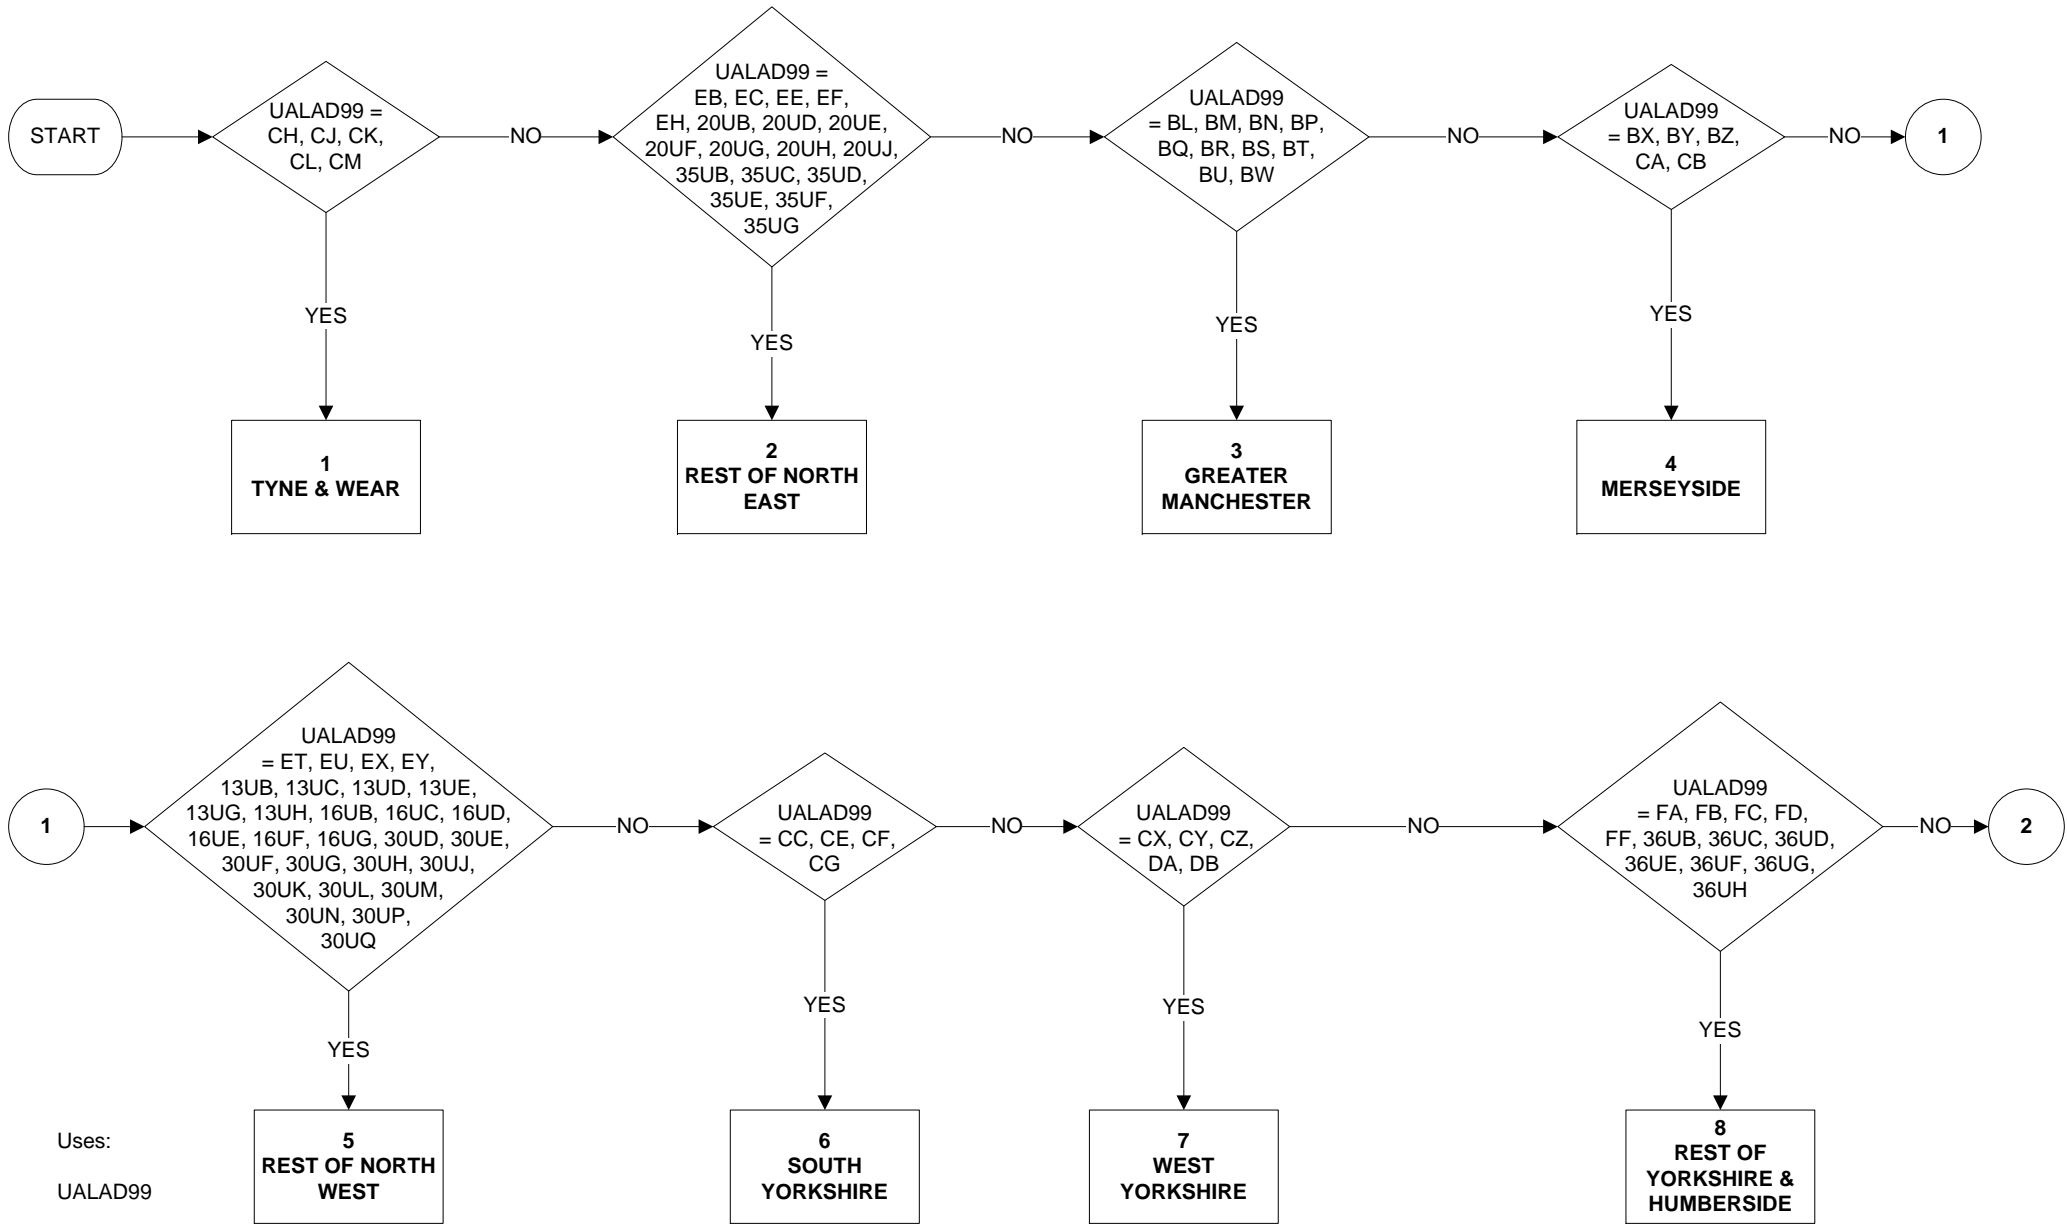 START
UALAD99 =
CH, CJ, CK,
CL, CM
NO
UALAD99 =
EB, EC, EE, EF,
EH, 20UB, 20UD, 20UE,
20UF, 20UG, 20UH, 20UJ,
35UB, 35UC, 35UD,
35UE, 35UF,
35UG
NO
UALAD99
= BL, BM, BN, BP,
BQ, BR, BS, BT,
BU, BW
NO
UALAD99
= BX, BY, BZ,
CA, CB
NO
1
YES
YES
YES
YES
1
TYNE & WEAR
2
REST OF NORTH
EAST
3
GREATER
MANCHESTER
4
MERSEYSIDE
1
UALAD99
= ET, EU, EX, EY,
13UB, 13UC, 13UD, 13UE,
13UG, 13UH, 16UB, 16UC, 16UD,
16UE, 16UF, 16UG, 30UD, 30UE,
30UF, 30UG, 30UH, 30UJ,
30UK, 30UL, 30UM,
30UN, 30UP,
30UQ
NO
UALAD99
= CC, CE, CF,
CG
NO
UALAD99
= CX, CY, CZ,
DA, DB
NO
UALAD99
= FA, FB, FC, FD,
FF, 36UB, 36UC, 36UD,
36UE, 36UF, 36UG,
36UH
NO
2
YES
YES
YES
YES
5
REST OF NORTH
WEST
6
SOUTH
YORKSHIRE
7
WEST
YORKSHIRE
8
REST OF
YORKSHIRE &
HUMBERSIDE
Uses:
UALAD99